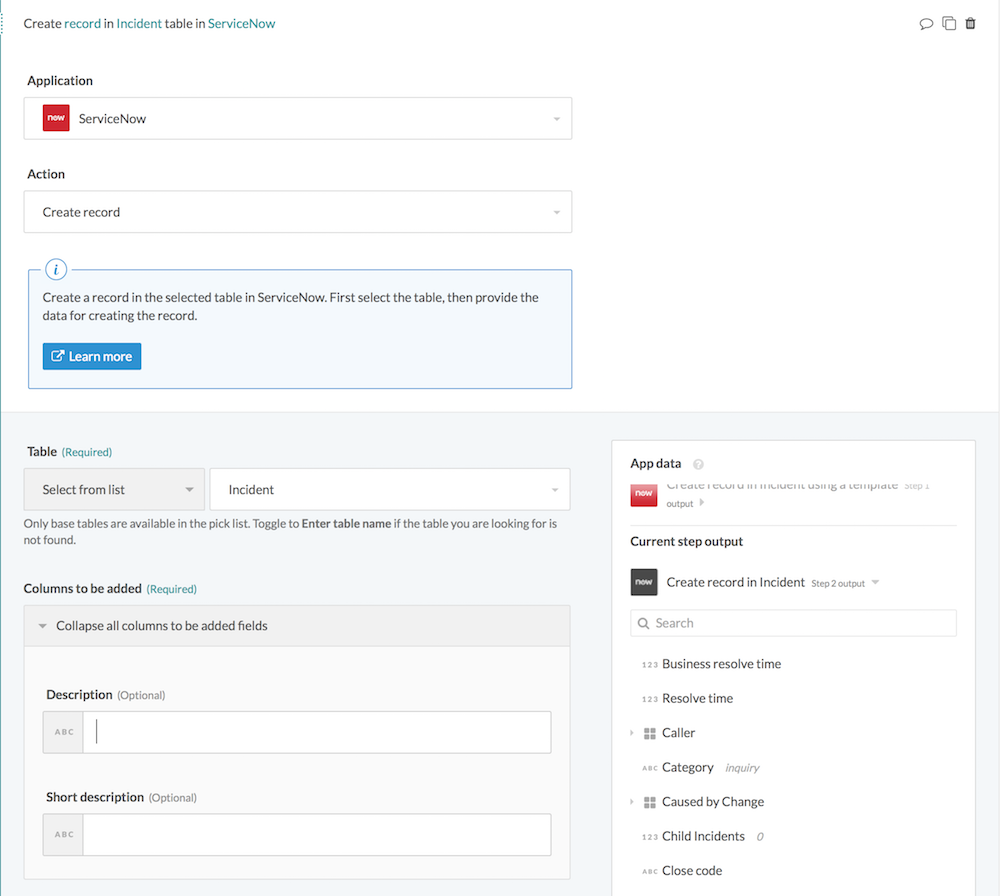 Create record in Incident table in ServiceNow
Application
now
ServiceNow
Action
Create record
i
Create a record in the selected table in ServiceNow. First select the table, then provide the
data for creating the record.
Learn more
Table (Required)
Select from list
Incident
Only base tables are available in the pick list. Toggle to Enter table name if the table you are looking for is
not found.
Columns to be added (Required)
Collapse all columns to be added fields
Description (Optional)
ABC
Short description (Optional)
ABC
App data ?
now
Create record in Incident using a template Step 1
output
Current step output
now
Create record in Incident Step 2 output
Search
123 Business resolve time
123 Resolve time
Caller
ABC Category inquiry
Caused by Change
123 Child Incidents 0
ABC Close code